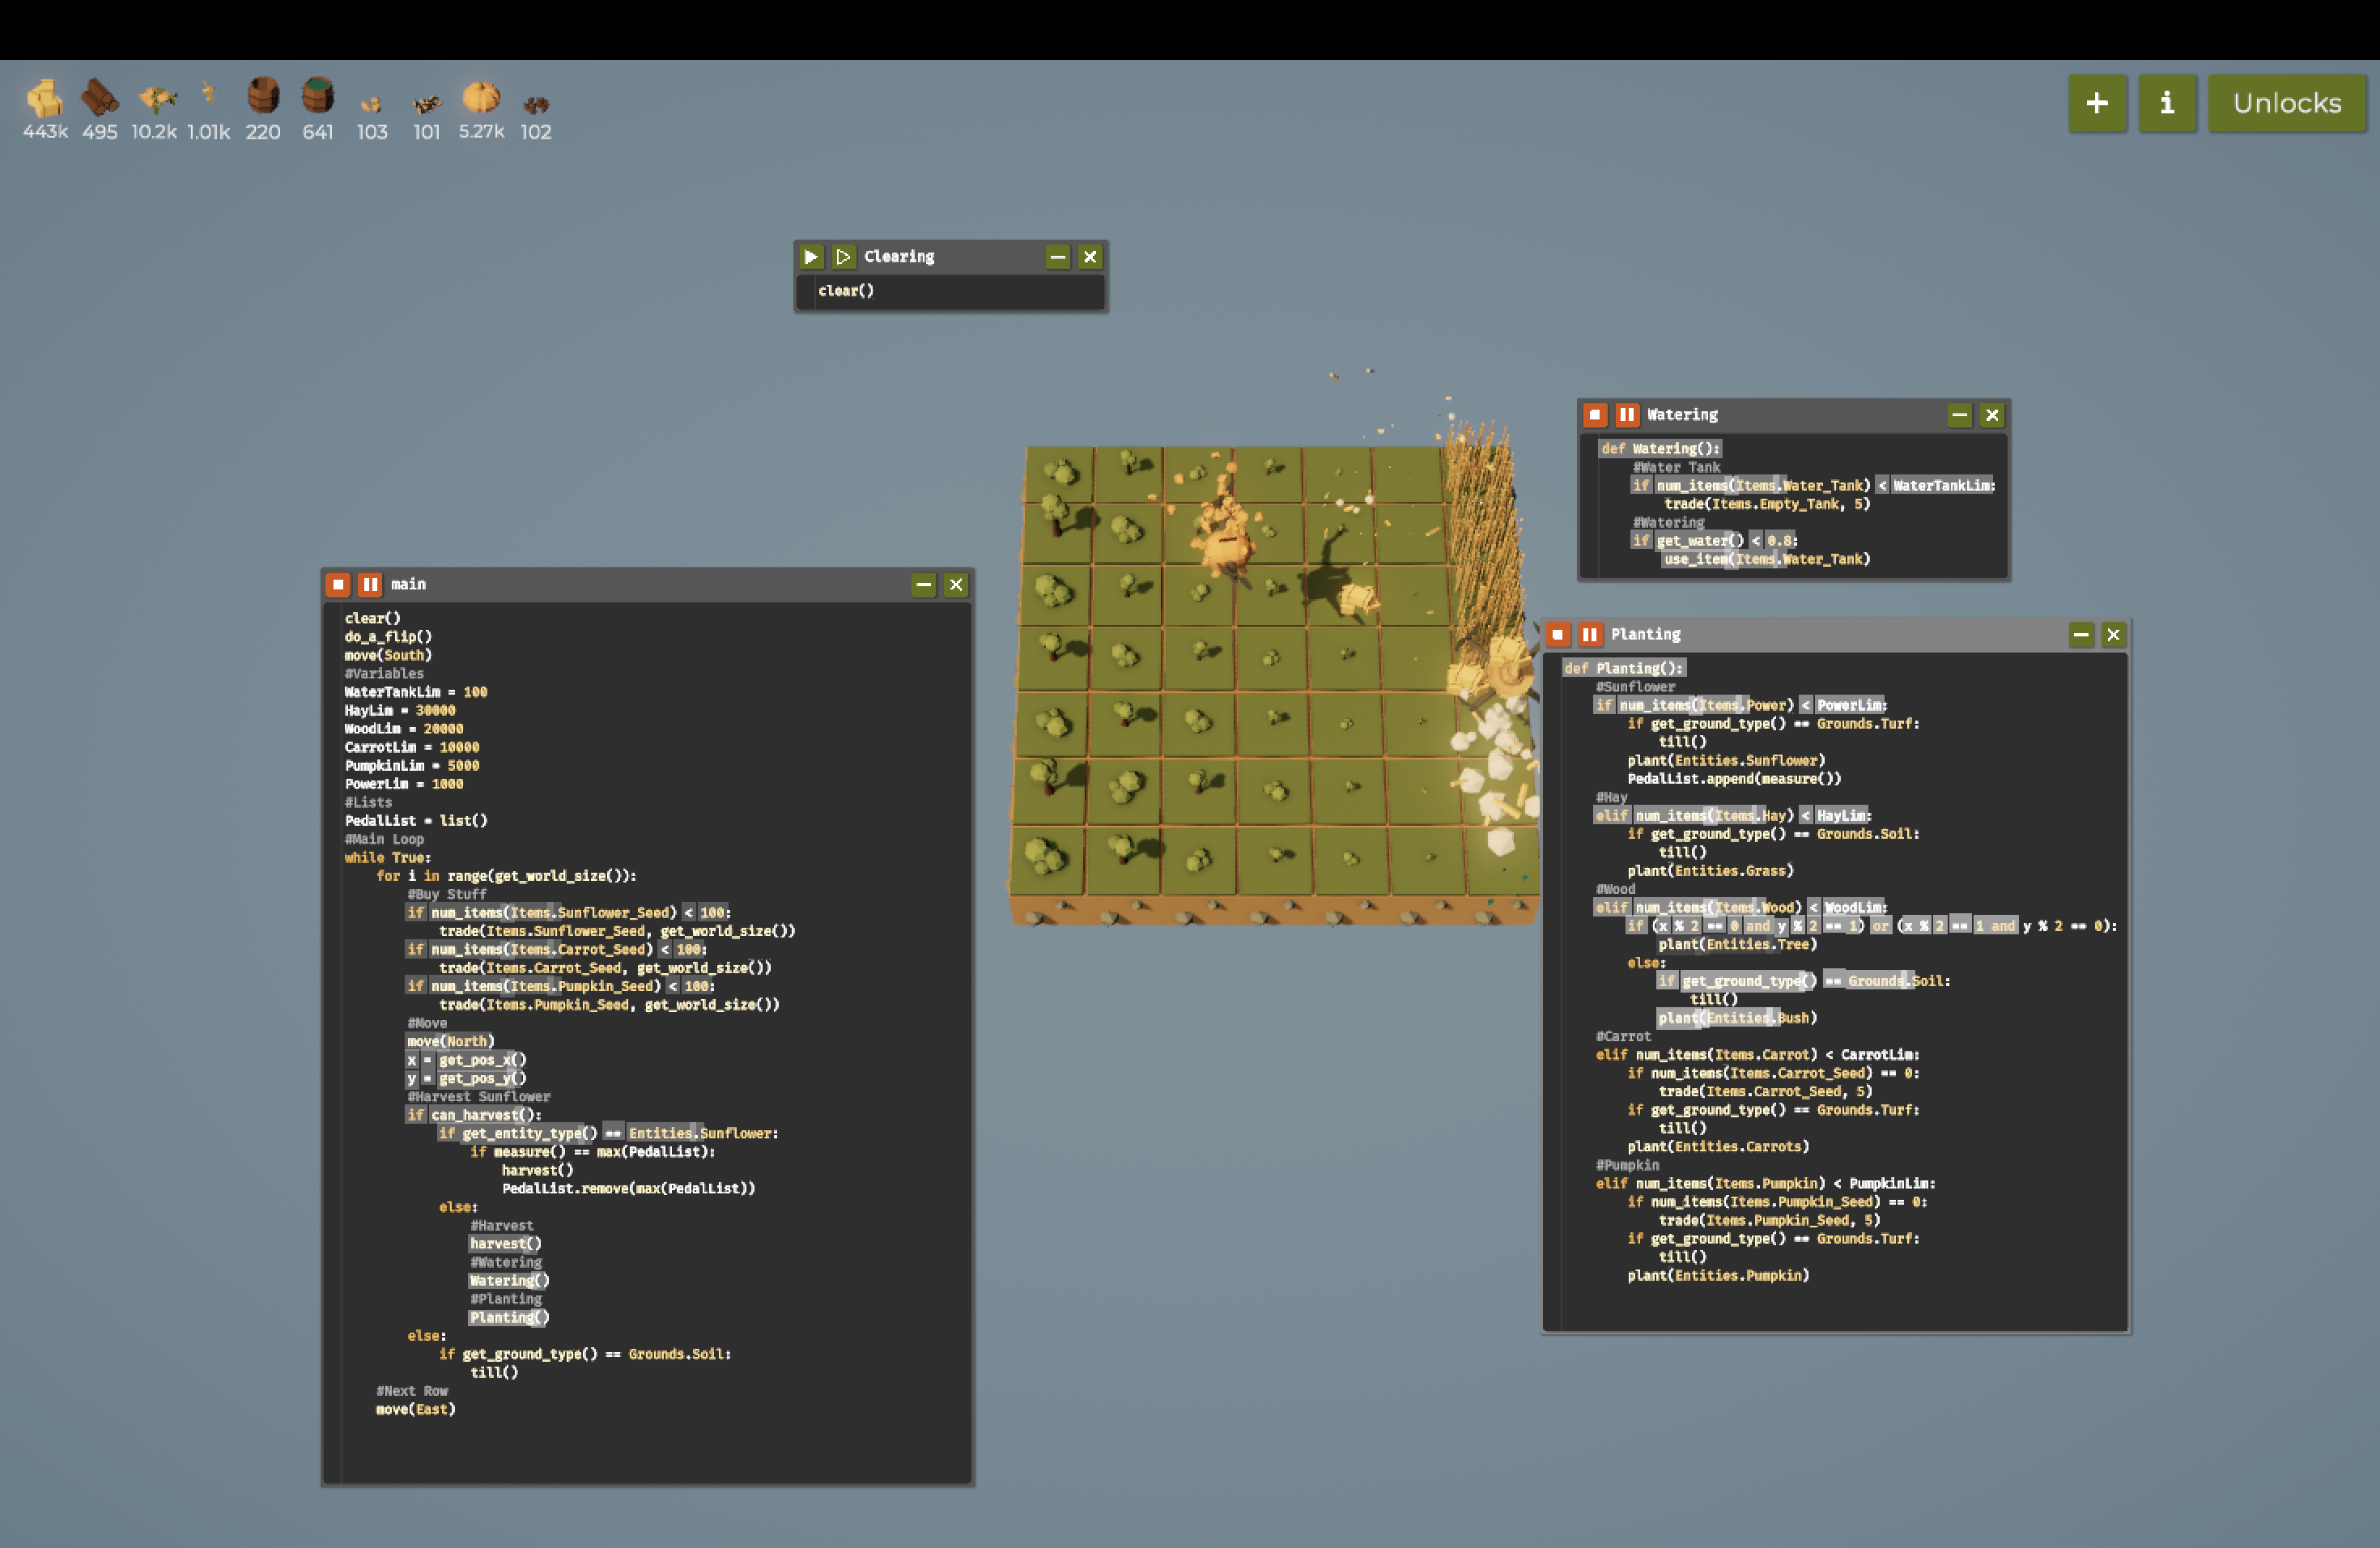 443k 495 10.2k 1.01k 220 641 103 101 5.27k 102
+ i Unlocks
Clearing
clear()
Watering
def Watering():
#Water Tank
if num_items(Items.Water_Tank) < WaterTankLim:
trade(Items.Empty_Tank, 5)
#Watering
if get_water() < 0.8:
use_item(Items.Water_Tank)
main
clear()
do_a_flip()
move(South)
#Variables
WaterTankLim = 100
HayLim = 30000
WoodLim = 20000
CarrotLim = 10000
PumpkinLim = 5000
PowerLim = 1000
#Lists
PedalList = list()
#Main Loop
while True:
for i in range(get_world_size()):
#Buy Stuff
if num_items(Items.Sunflower_Seed) < 100:
trade(Items.Sunflower_Seed, get_world_size())
if num_items(Items.Carrot_Seed) < 100:
trade(Items.Carrot_Seed, get_world_size())
if num_items(Items.Pumpkin_Seed) < 100:
trade(Items.Pumpkin_Seed, get_world_size())
#Move
move(North)
x = get_pos_x()
y = get_pos_y()
#Harvest Sunflower
if can_harvest():
if get_entity_type() == Entities.Sunflower:
if measure() == max(PedalList):
harvest()
PedalList.remove(max(PedalList))
else:
#Harvest
harvest()
#Watering
Watering()
#Planting
Planting()
else:
if get_ground_type() == Grounds.Soil:
till()
#Next Row
move(East)
Planting
def Planting():
#Sunflower
if num_items(Items.Power) < PowerLim:
if get_ground_type() == Grounds.Turf:
till()
plant(Entities.Sunflower)
PedalList.append(measure())
#Hay
elif num_items(Items.Hay) < HayLim:
if get_ground_type() == Grounds.Soil:
till()
plant(Entities.Grass)
#Wood
elif num_items(Items.Wood) < WoodLim:
if (x % 2 == 0 and y % 2 == 1) or (x % 2 == 1 and y % 2 == 0):
plant(Entities.Tree)
else:
if get_ground_type() == Grounds.Soil:
till()
plant(Entities.Bush)
#Carrot
elif num_items(Items.Carrot) < CarrotLim:
if num_items(Items.Carrot_Seed) == 0:
trade(Items.Carrot_Seed, 5)
if get_ground_type() == Grounds.Turf:
till()
plant(Entities.Carrots)
#Pumpkin
elif num_items(Items.Pumpkin) < PumpkinLim:
if num_items(Items.Pumpkin_Seed) == 0:
trade(Items.Pumpkin_Seed, 5)
if get_ground_type() == Grounds.Turf:
till()
plant(Entities.Pumpkin)